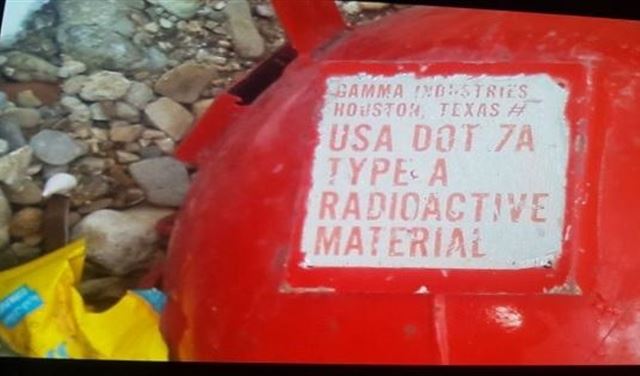 GAMMA INDUSTRIES
HOUSTON, TEXAS #
USA DOT 7A
TYPE A
RADIOACTIVE
MATERIAL